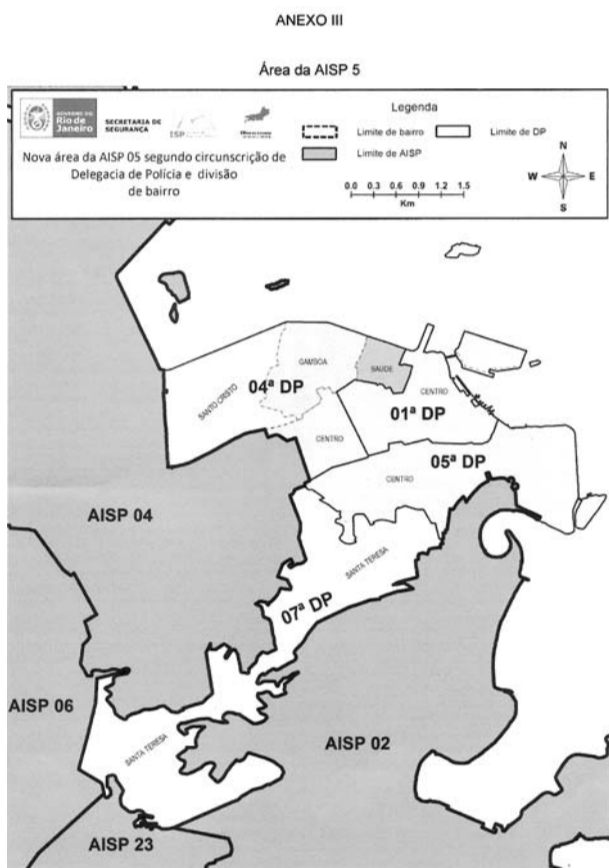 ANEXO III
Área da AISP 5
GOVERNO DO
Rio de
Janeiro
SECRETARIA DE
SEGURANÇA
ISP
Nova área da AISP 05 segundo circunscrição de
Delegacia de Polícia e divisão
de bairro
Legenda
Limite de bairro
Limite de DP
Limite de AISP
0.0 0.3 0.6 0.9 1.2 1.5
Km
N
W E
S
GAMBOA
SAUDE
SANTO CRISTO
04ª DP
CENTRO
01ª DP
CENTRO
05ª DP
CENTRO
AISP 04
SANTA TERESA
07ª DP
AISP 06
SANTA TERESA
AISP 02
AISP 23